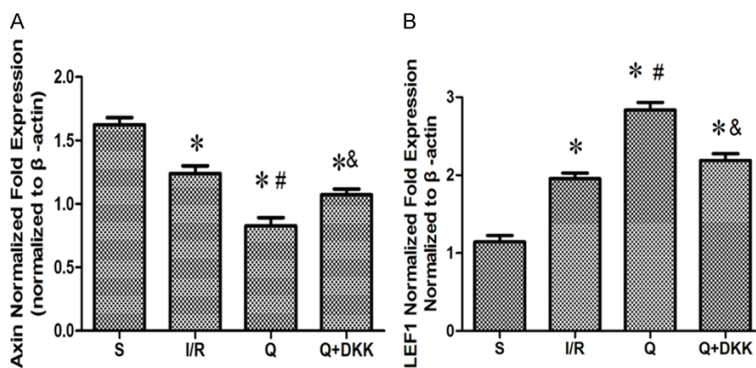 A
Axin Normalized Fold Expression
(normalized to β -actin)
2.0
1.5
1.0
0.5
0.0
*
* #
*&
S
I/R
Q
Q+DKK
B
LEF1 Normalized Fold Expression
Normalized to β -actin
3
2
1
0
*
* #
*&
S
I/R
Q
Q+DKK